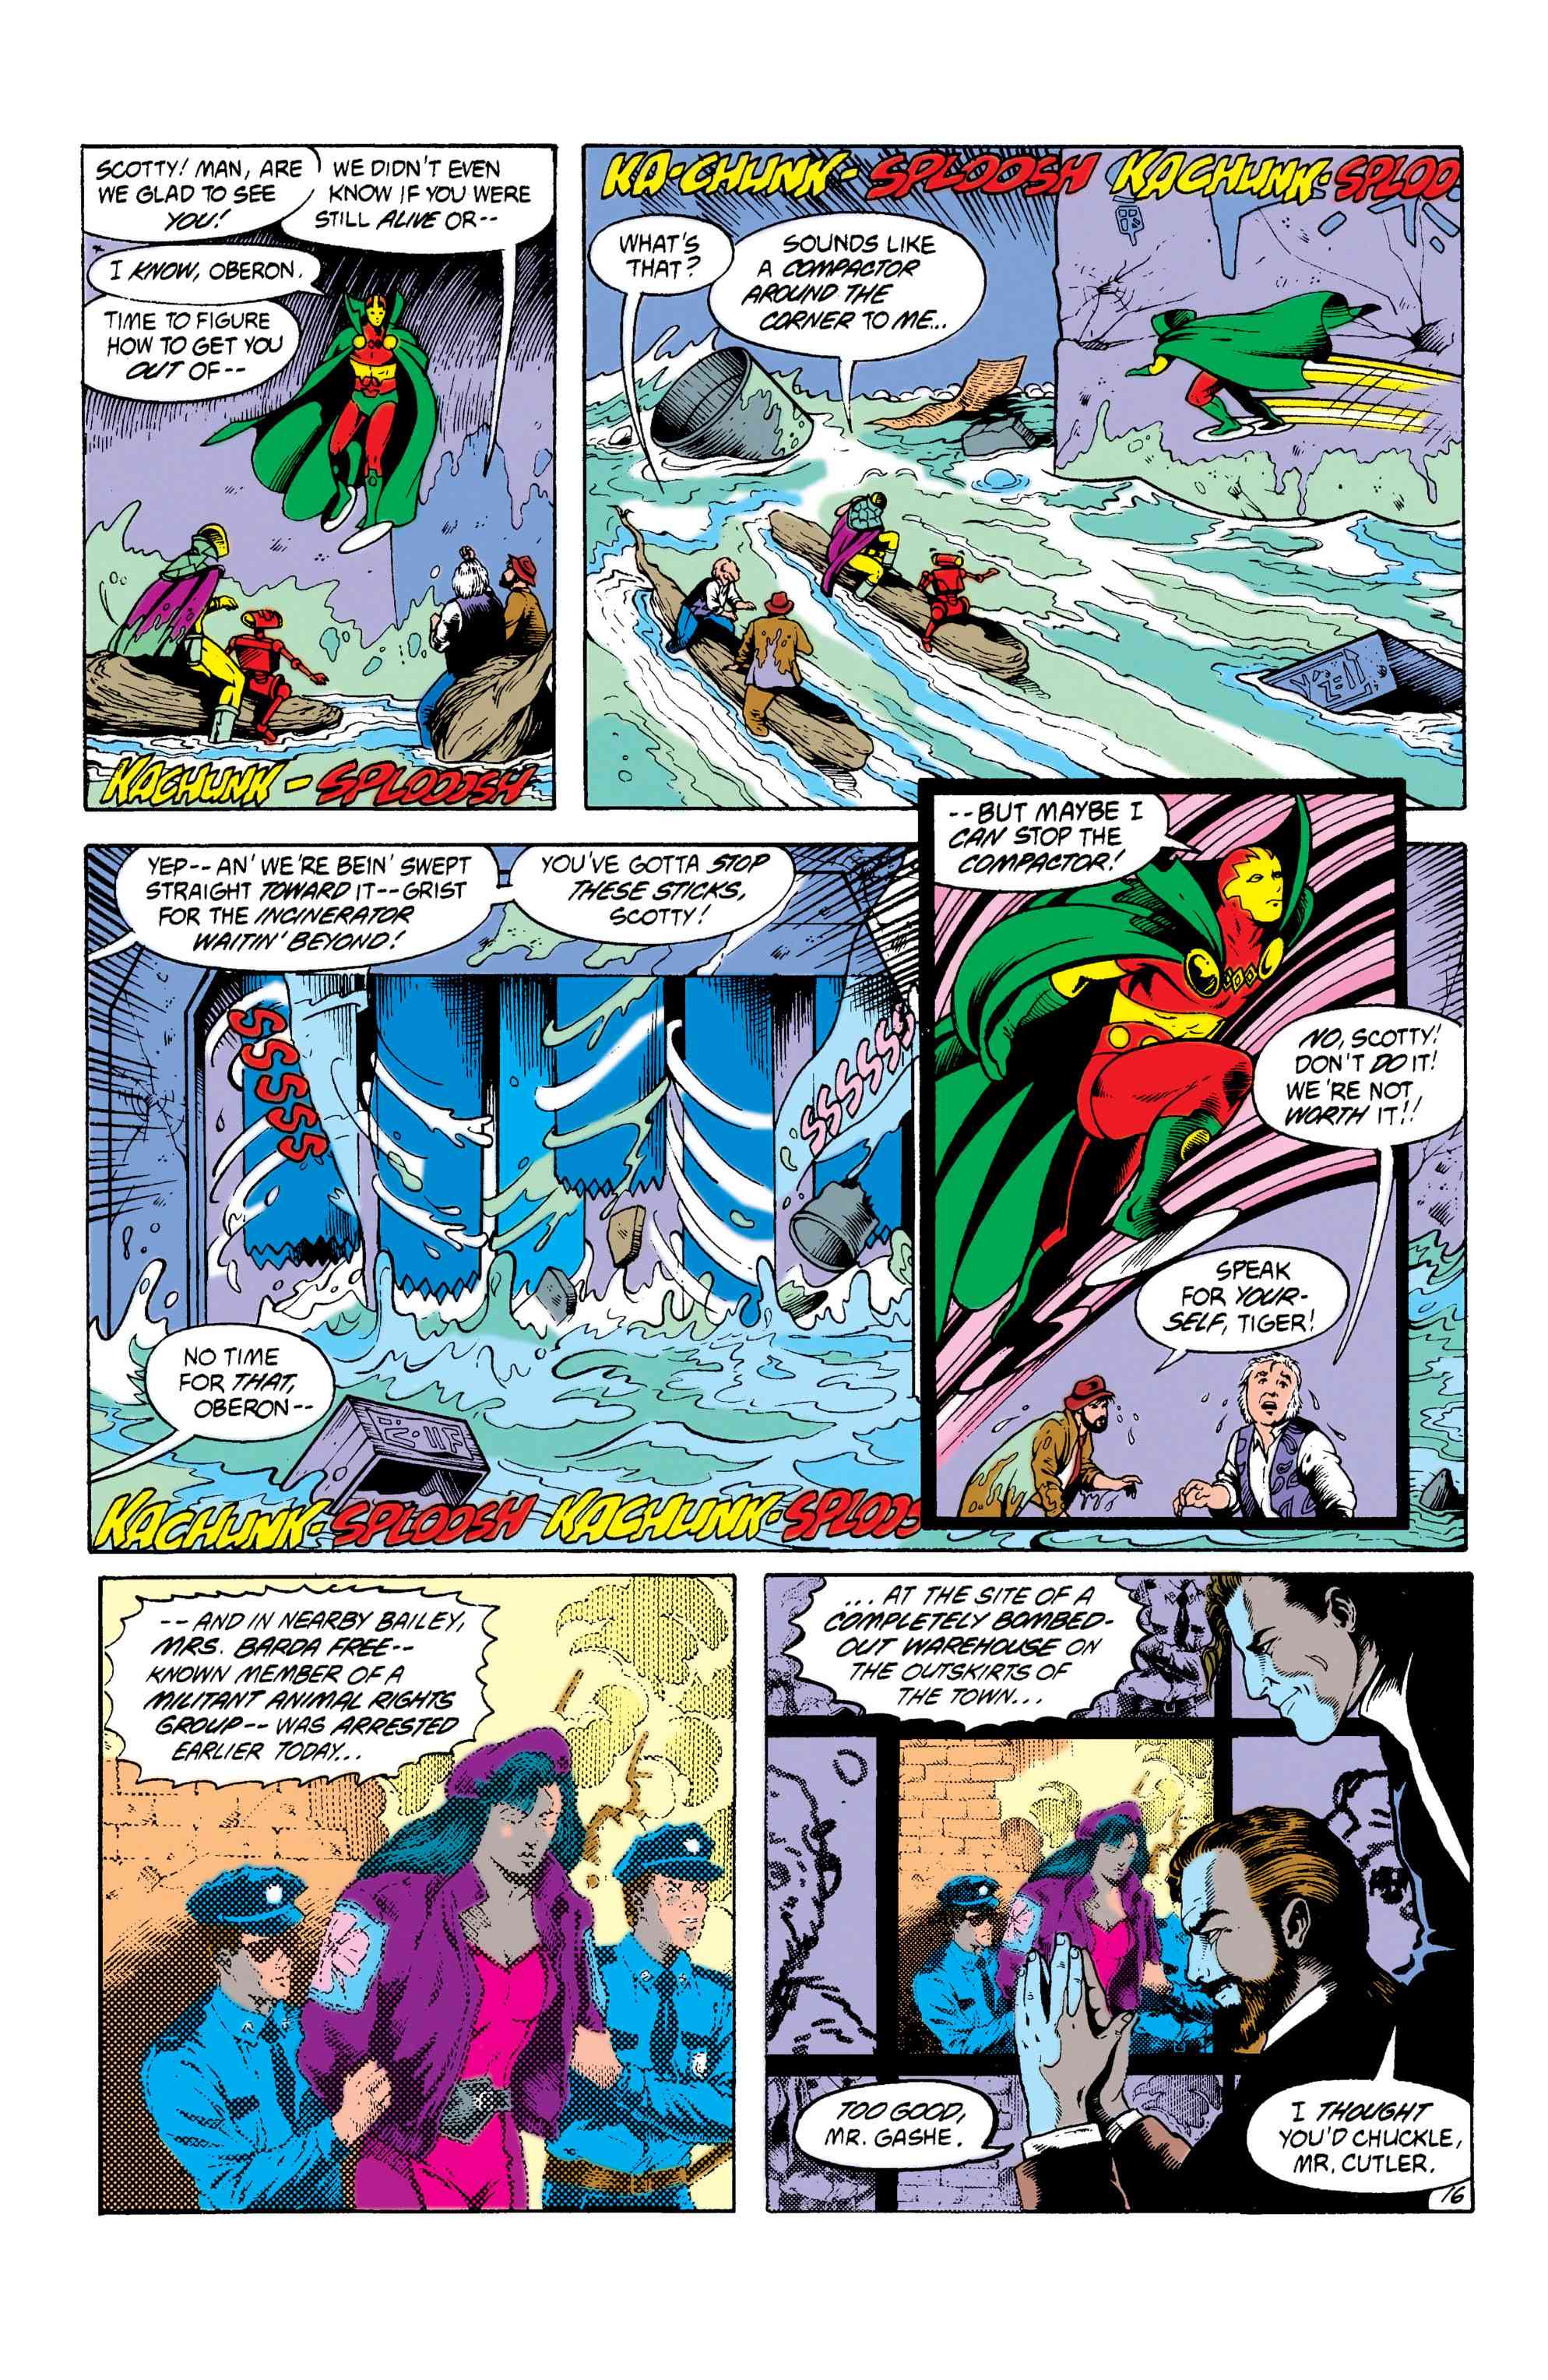 SCOTTY! MAN, ARE
WE GLAD TO SEE
YOU!
WE DIDN'T EVEN
KNOW IF YOU WERE
STILL ALIVE OR--
I KNOW, OBERON.
TIME TO FIGURE
HOW TO GET YOU
OUT OF--
KACHUNK - SPLOOOSH
KA-CHUNK - SPLOOSH KACHUNK - SPLOO
WHAT'S
THAT?
SOUNDS LIKE
A COMPACTOR
AROUND THE
CORNER TO ME...
YEP-- AN' WE'RE BEIN' SWEPT
STRAIGHT TOWARD IT-- GRIST
FOR THE INCINERATOR
WAITIN' BEYOND!
YOU'VE GOTTA STOP
THESE STICKS,
SCOTTY!
SSSSS
SSSSSS
NO TIME
FOR THAT,
OBERON--
KACHUNK - SPLOOSH KACHUNK - SPLOOS
--BUT MAYBE I
CAN STOP THE
COMPACTOR!
NO, SCOTTY!
DON'T DO IT!
WE'RE NOT
WORTH IT!!
SPEAK
FOR YOUR-
SELF, TIGER!
-- AND IN NEARBY BAILEY,
MRS. BARDA FREE--
KNOWN MEMBER OF A
MILITANT ANIMAL RIGHTS
GROUP-- WAS ARRESTED
EARLIER TODAY...
... AT THE SITE OF A
COMPLETELY BOMBED-
OUT WAREHOUSE ON
THE OUTSKIRTS OF
THE TOWN...
TOO GOOD,
MR. GASHE.
I THOUGHT
YOU'D CHUCKLE,
MR. CUTLER.
16